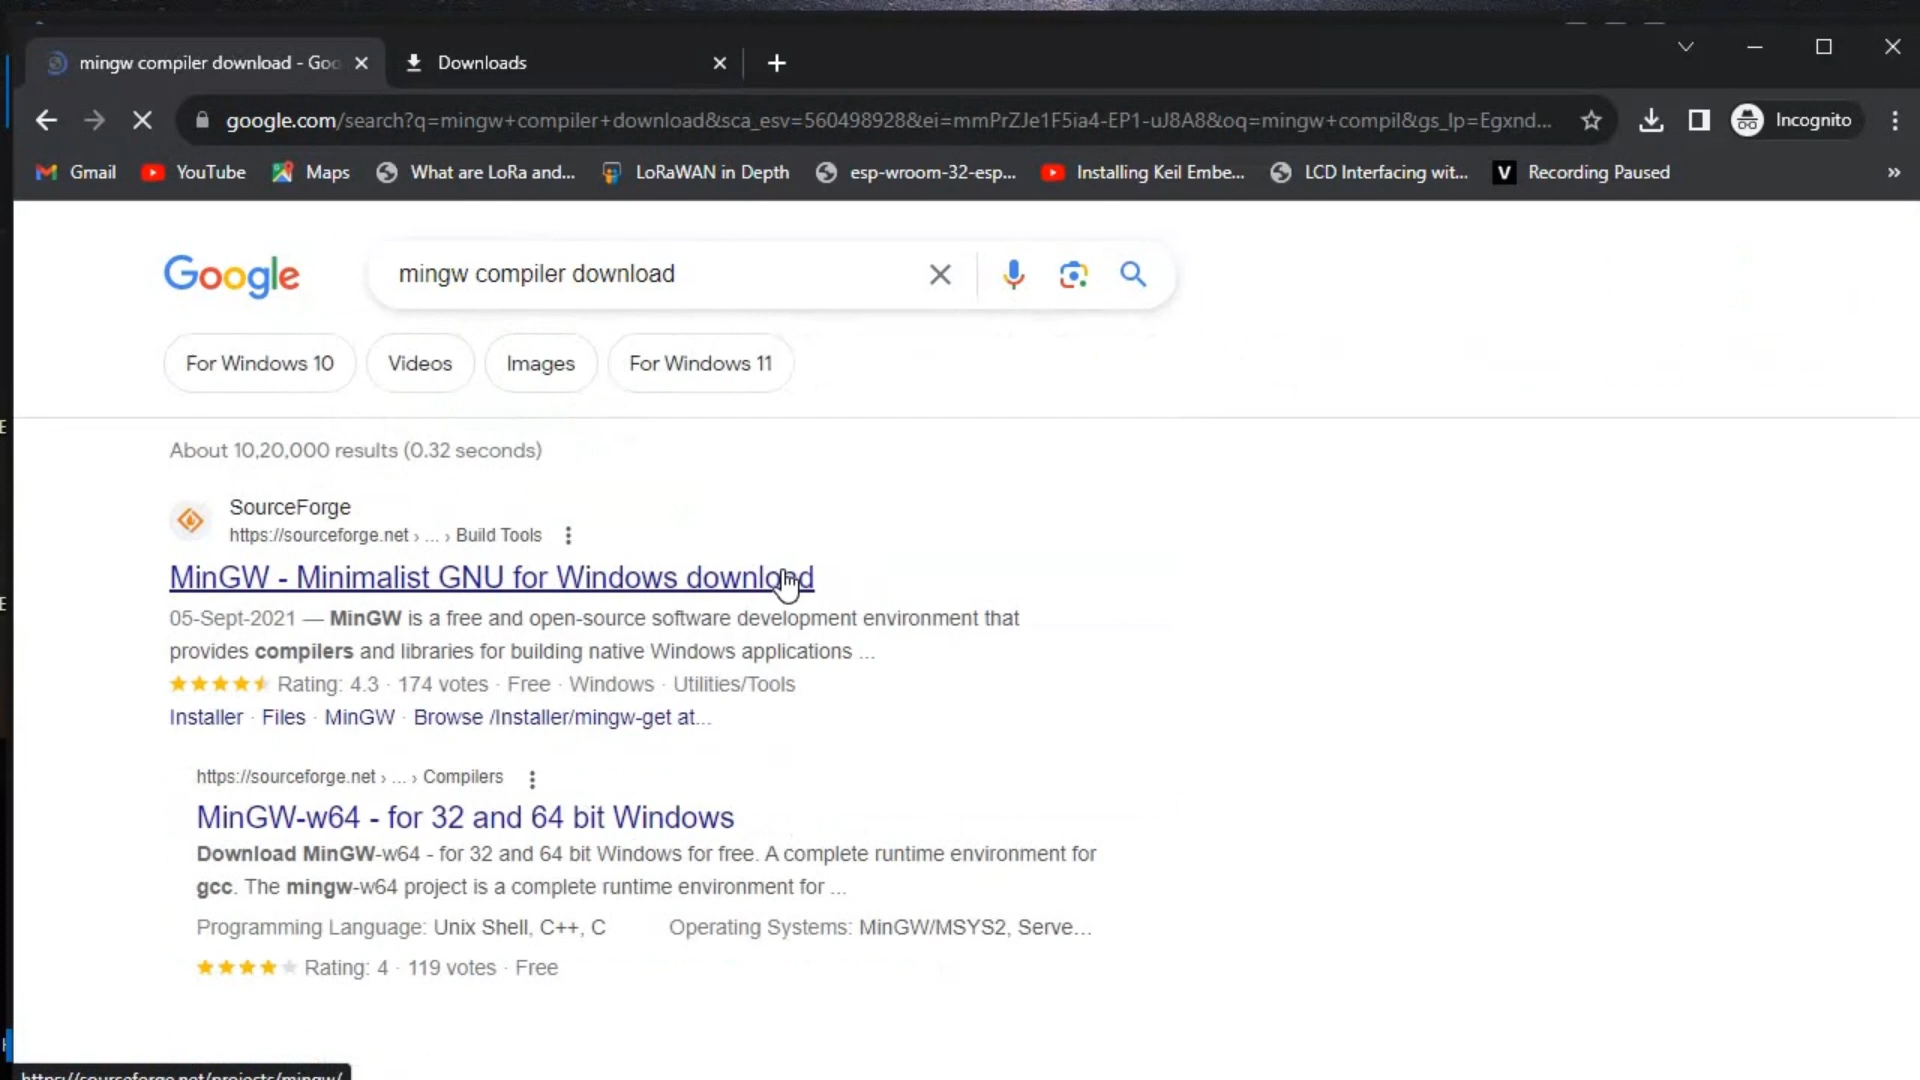 mingw compiler download - Goo
Downloads
google.com/search?q=mingw+compiler+download&sca_esv=560498928&ei=mmPrZJe1F5ia4-EP1-uJ8A8&oq=mingw+compil&gs_lp=Egxnd...
Incognito
Gmail YouTube Maps What are LoRa and... LoRaWAN in Depth esp-wroom-32-esp... Installing Keil Embe... LCD Interfacing wit... V Recording Paused »
Google
mingw compiler download
For Windows 10 Videos Images For Windows 11
About 10,20,000 results (0.32 seconds)
SourceForge
https://sourceforge.net › ... › Build Tools
MinGW - Minimalist GNU for Windows download
05-Sept-2021 — MinGW is a free and open-source software development environment that
provides compilers and libraries for building native Windows applications ...
Rating: 4.3 · 174 votes · Free · Windows · Utilities/Tools
Installer · Files · MinGW · Browse /Installer/mingw-get at...
https://sourceforge.net › ... › Compilers
MinGW-w64 - for 32 and 64 bit Windows
Download MinGW-w64 - for 32 and 64 bit Windows for free. A complete runtime environment for
gcc. The mingw-w64 project is a complete runtime environment for ...
Programming Language: Unix Shell, C++, C Operating Systems: MinGW/MSYS2, Serve...
Rating: 4 · 119 votes · Free
https://sourceforge.net/projects/mingw/